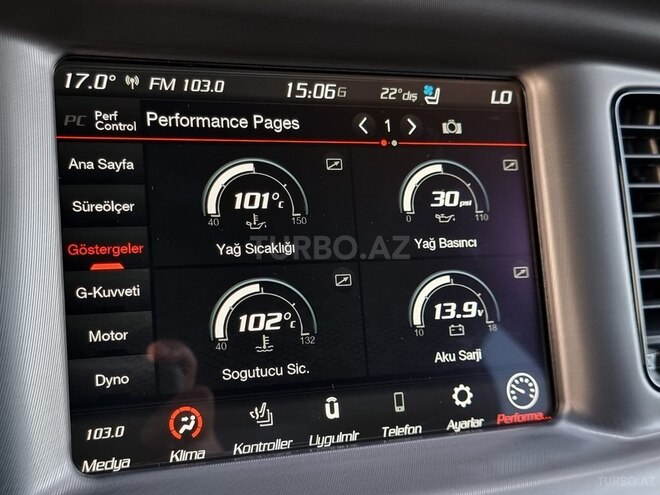 17.0° FM 103.0 15:06G 22°dış LO
PC Perf Control Performance Pages 1
Ana Sayfa
Süreölçer
Göstergeler
G-Kuvveti
Motor
Dyno
101°C
40 150
Yağ Sıcaklığı
30 psi
0 110
Yağ Basıncı
102°C
40 132
Sogutucu Sic.
13.9v
10 18
Aku Sarji
TURBO.AZ
103.0
Medya Klima Kontroller Uygulmlr Telefon Ayarlar Performa...
TURBO.AZ